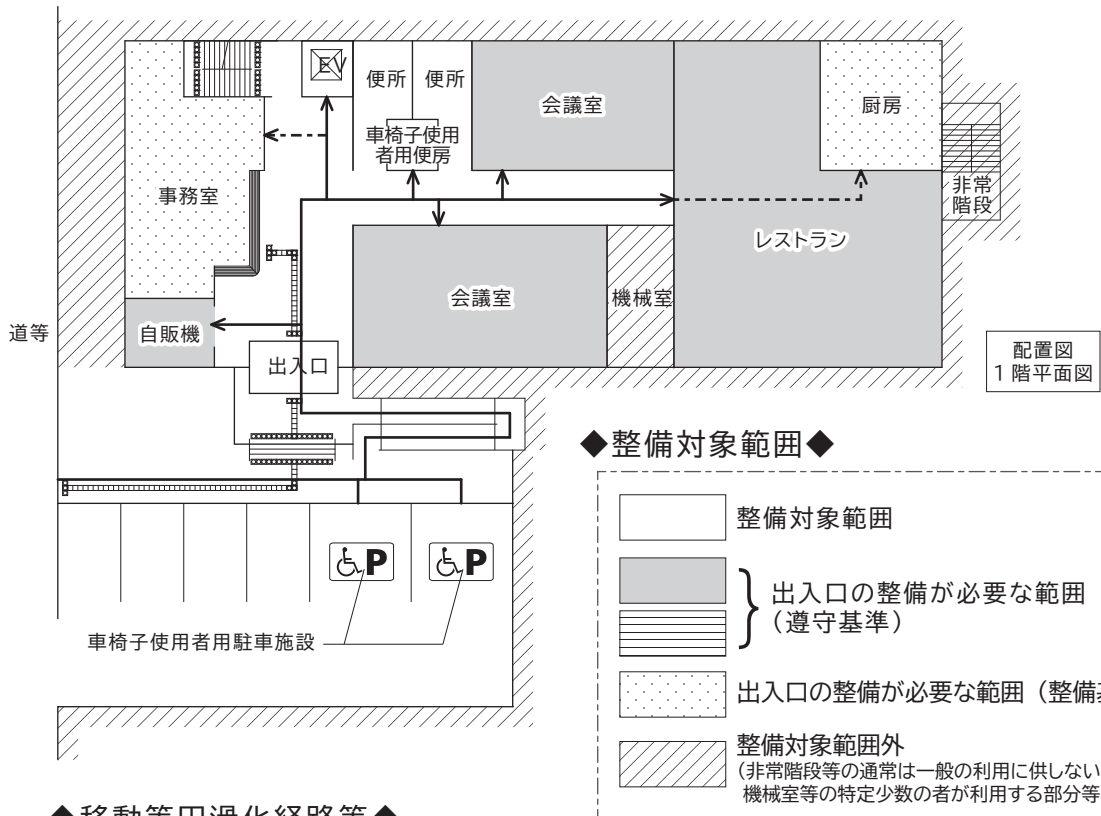 EV
便所
便所
車椅子使用
者用便房
会議室
厨房
事務室
非常
階段
レストラン
会議室
機械室
自販機
道等
出入口
配置図
1階平面図
P
P
車椅子使用者用駐車施設
◆整備対象範囲◆
整備対象範囲
出入口の整備が必要な範囲
(遵守基準)
出入口の整備が必要な範囲(整備
整備対象範囲外
(非常階段等の通常は一般の利用に供しない
機械室等の特定少数の者が利用する部分等
◆移動等円滑化経路等◆